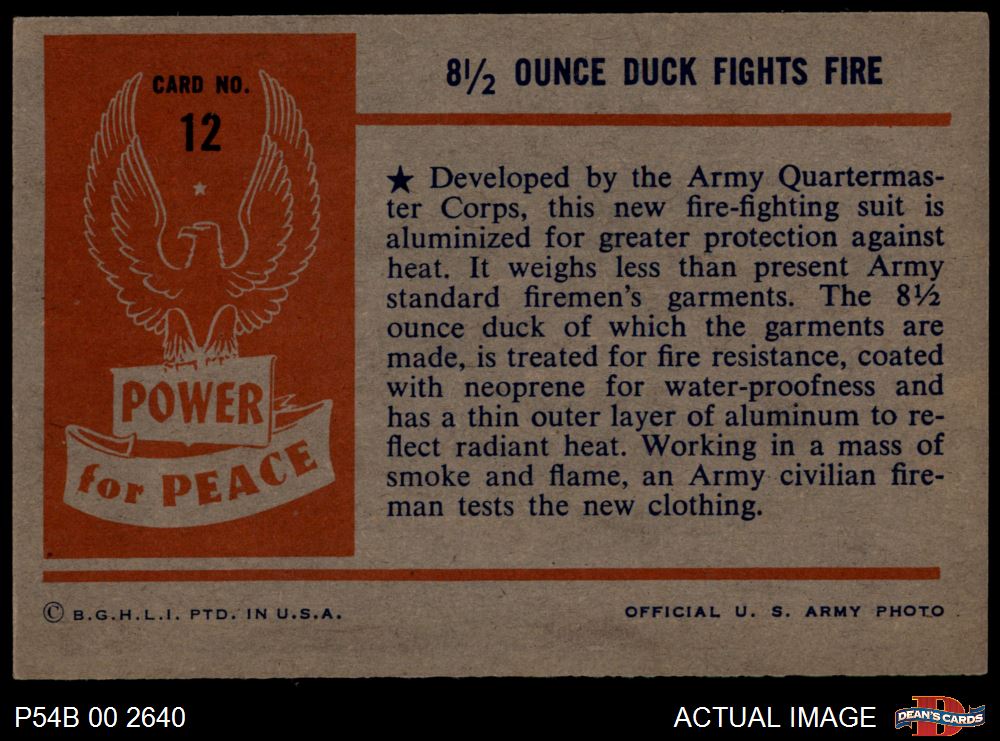 CARD NO.
12
POWER
for PEACE
8½ OUNCE DUCK FIGHTS FIRE
★ Developed by the Army Quartermas-
ter Corps, this new fire-fighting suit is
aluminized for greater protection against
heat. It weighs less than present Army
standard firemen's garments. The 8½
ounce duck of which the garments are
made, is treated for fire resistance, coated
with neoprene for water-proofness and
has a thin outer layer of aluminum to re-
flect radiant heat. Working in a mass of
smoke and flame, an Army civilian fire-
man tests the new clothing.
© B.G.H.L.I. PTD. IN U.S.A.
OFFICIAL U. S. ARMY PHOTO
P54B 00 2640
ACTUAL IMAGE
D
DEAN'S CARDS